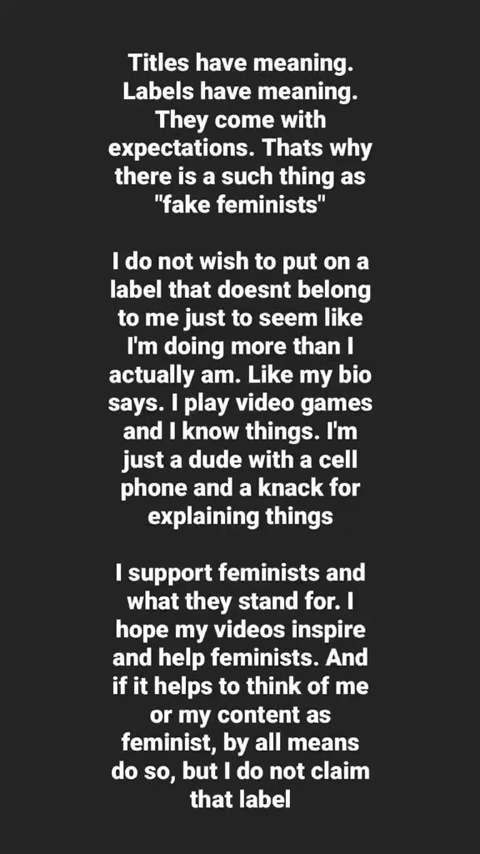 Titles have meaning.
Labels have meaning.
They come with
expectations. Thats why
there is a such thing as
"fake feminists"
I do not wish to put on a
label that doesnt belong
to me just to seem like
I'm doing more than I
actually am. Like my bio
says. I play video games
and I know things. I'm
just a dude with a cell
phone and a knack for
explaining things
I support feminists and
what they stand for. I
hope my videos inspire
and help feminists. And
if it helps to think of me
or my content as
feminist, by all means
do so, but I do not claim
that label